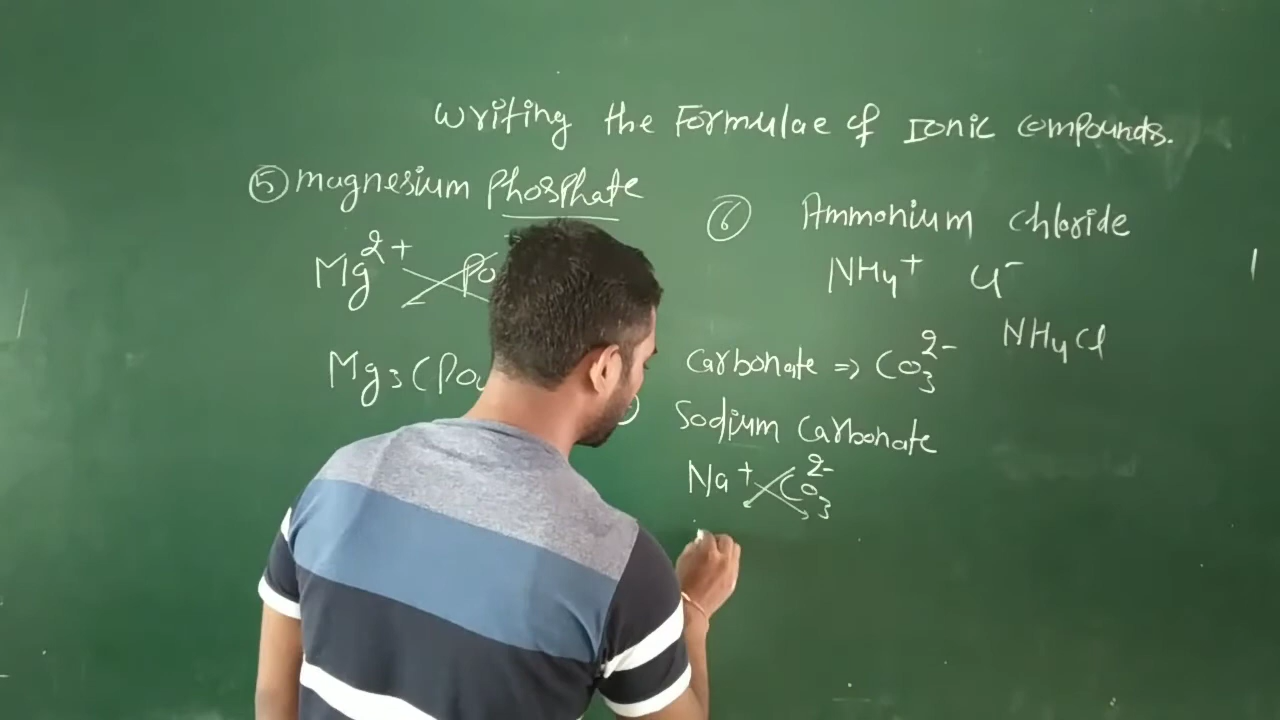 Writing the Formulae of Ionic compounds.
⑤ magnesium phosphate
Mg²⁺
Mg₃(PO
⑥ Ammonium chloride
NH₄⁺ Cl⁻
NH₄Cl
Carbonate ⇒ CO₃²⁻
Sodium Carbonate
Na⁺ CO₃²⁻